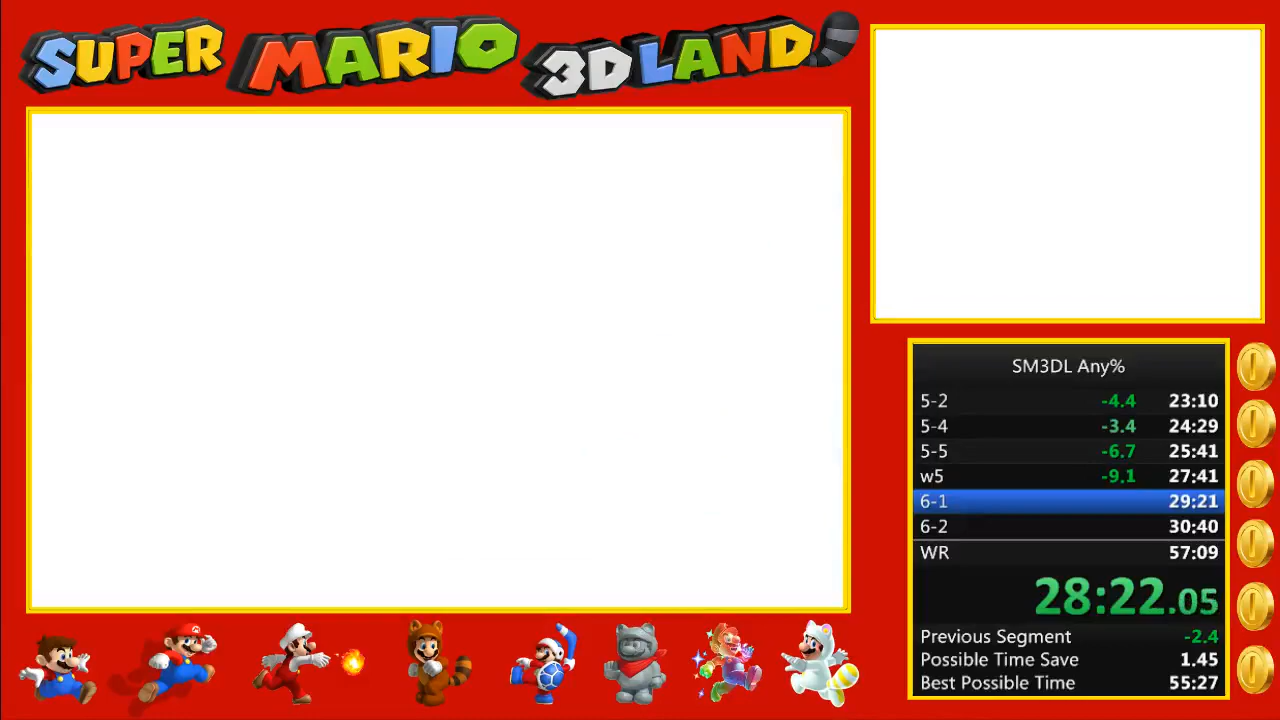 SUPER MARIO 3D LAND
SM3DL Any%
5-2 -4.4 23:10
5-4 -3.4 24:29
5-5 -6.7 25:41
w5 -9.1 27:41
6-1 29:21
6-2 30:40
WR 57:09
28:22.05
Previous Segment -2.4
Possible Time Save 1.45
Best Possible Time 55:27